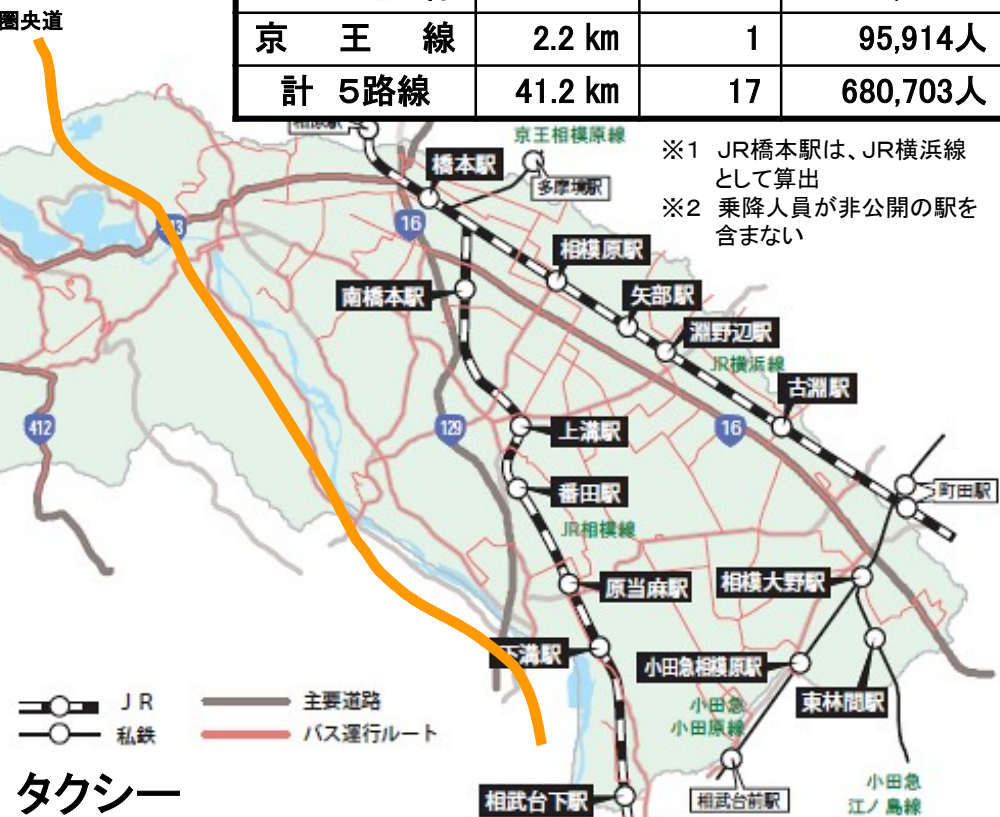 圏央道
京王線 2.2 km 1 95,914人
計 5路線 41.2 km 17 680,703人
※1 JR橋本駅は、JR横浜線
として算出
※2 乗降人員が非公開の駅を
含まない
京王相模原線
橋本駅
多摩境駅
16
相模原駅
南橋本駅
矢部駅
淵野辺駅
JR横浜線
古淵駅
412
129
16
上溝駅
番田駅
町田駅
JR相模線
原当麻駅
相模大野駅
下溝駅
小田急相模原駅
東林間駅
JR
主要道路
私鉄
バス運行ルート
小田急
小田原線
タクシー
相武台下駅
相武台前駅
小田急
江ノ島線